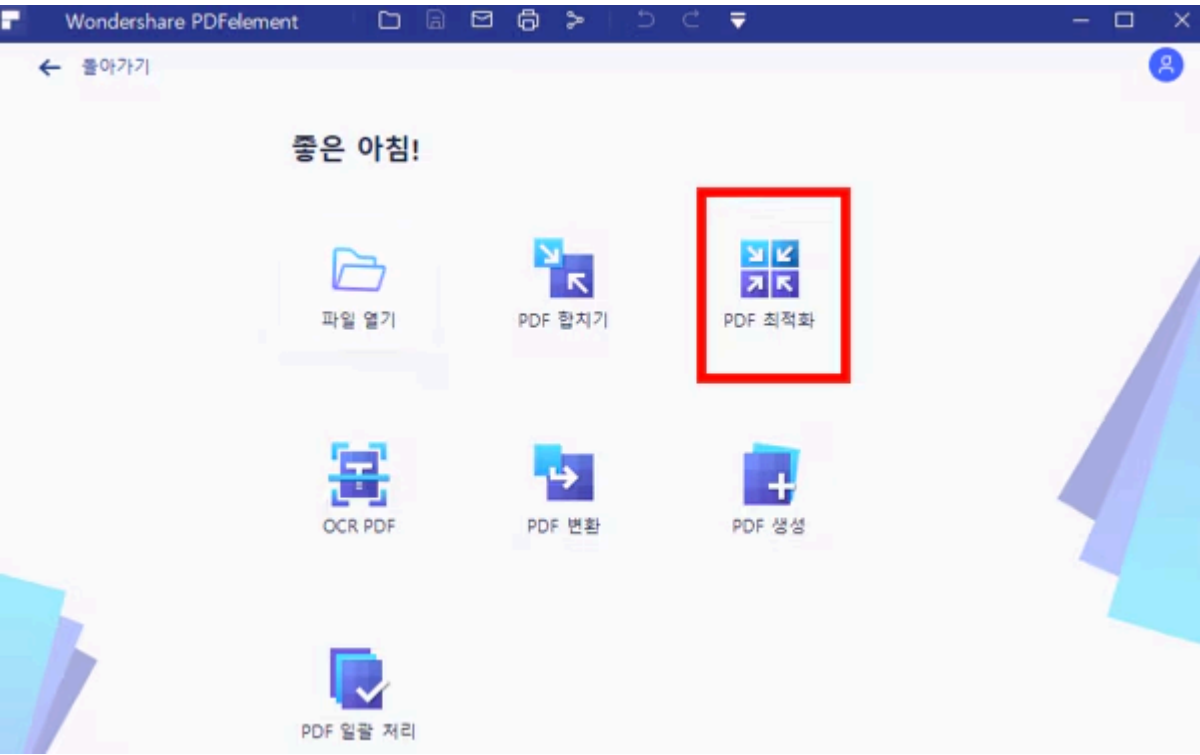 Wondershare PDFelement
돌아가기
좋은 아침!
파일 열기
PDF 합치기
PDF 최적화
OCR PDF
PDF 변환
PDF 생성
PDF 일괄 처리